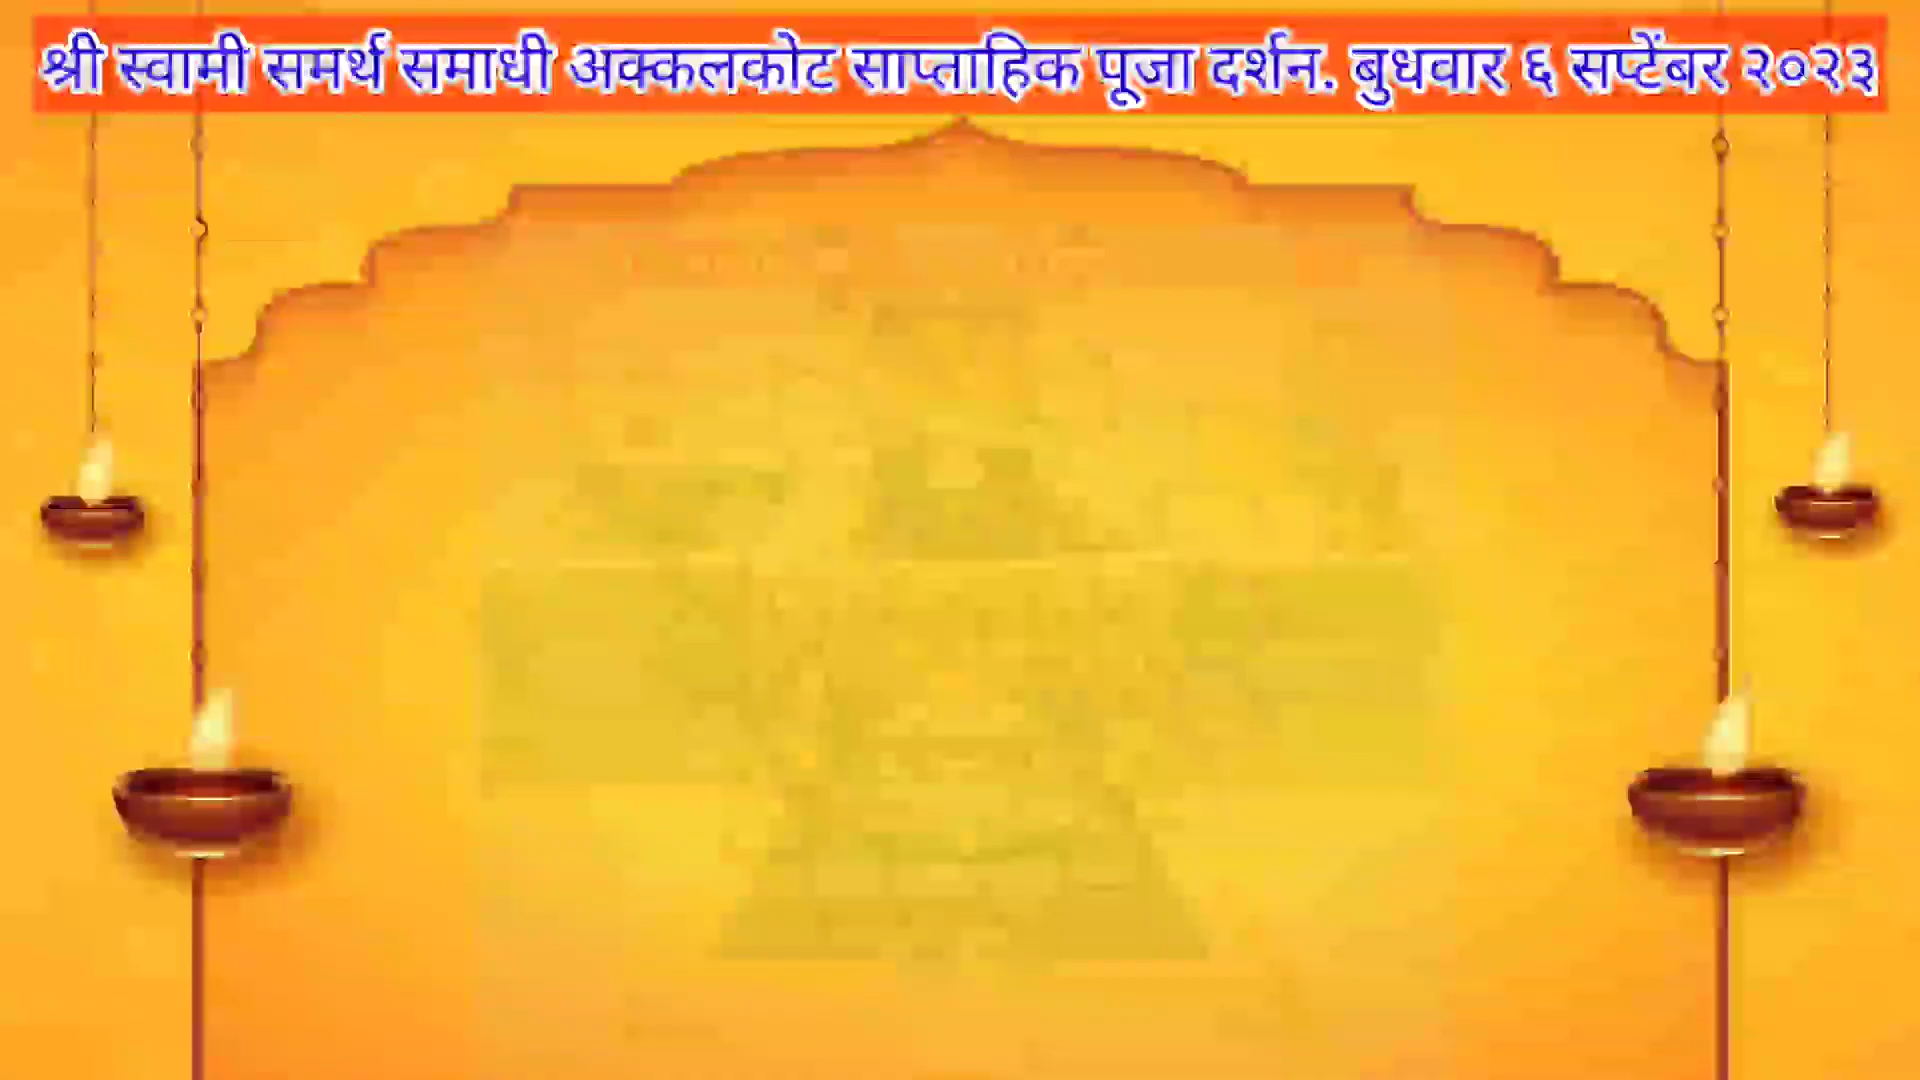 श्री स्वामी समर्थ समाधी अक्कलकोट साप्ताहिक पूजा दर्शन. बुधवार ६ सप्टेंबर २०२३